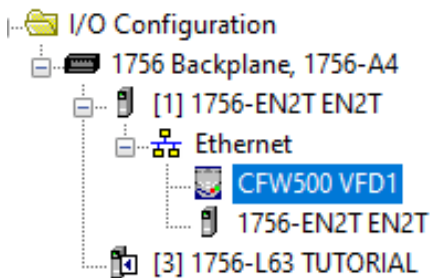 I/O Configuration
1756 Backplane, 1756-A4
[1] 1756-EN2T EN2T
Ethernet
CFW500 VFD1
1756-EN2T EN2T
[3] 1756-L63 TUTORIAL